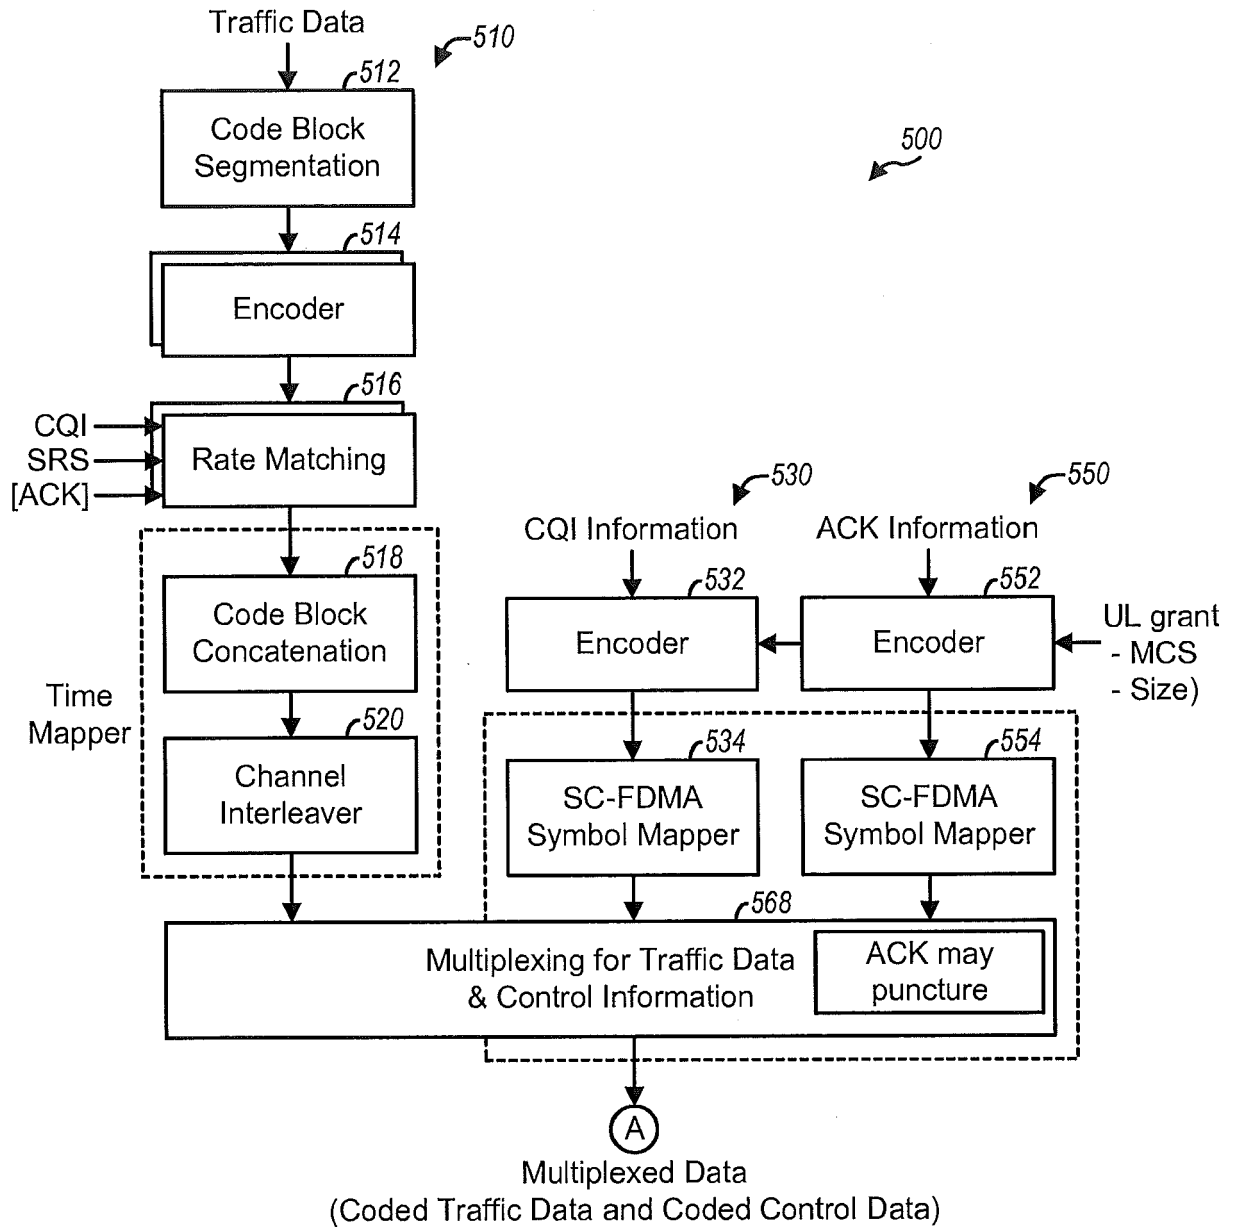 Traffic Data
510
512
Code Block
Segmentation
500
514
Encoder
516
CQI
SRS
[ACK]
Rate Matching
530
550
CQI Information
ACK Information
518
Code Block
Concatenation
532
Encoder
552
Encoder
UL grant
- MCS
- Size)
Time
Mapper
520
Channel
Interleaver
534
SC-FDMA
Symbol Mapper
554
SC-FDMA
Symbol Mapper
568
Multiplexing for Traffic Data
& Control Information
ACK may
puncture
A
Multiplexed Data
(Coded Traffic Data and Coded Control Data)